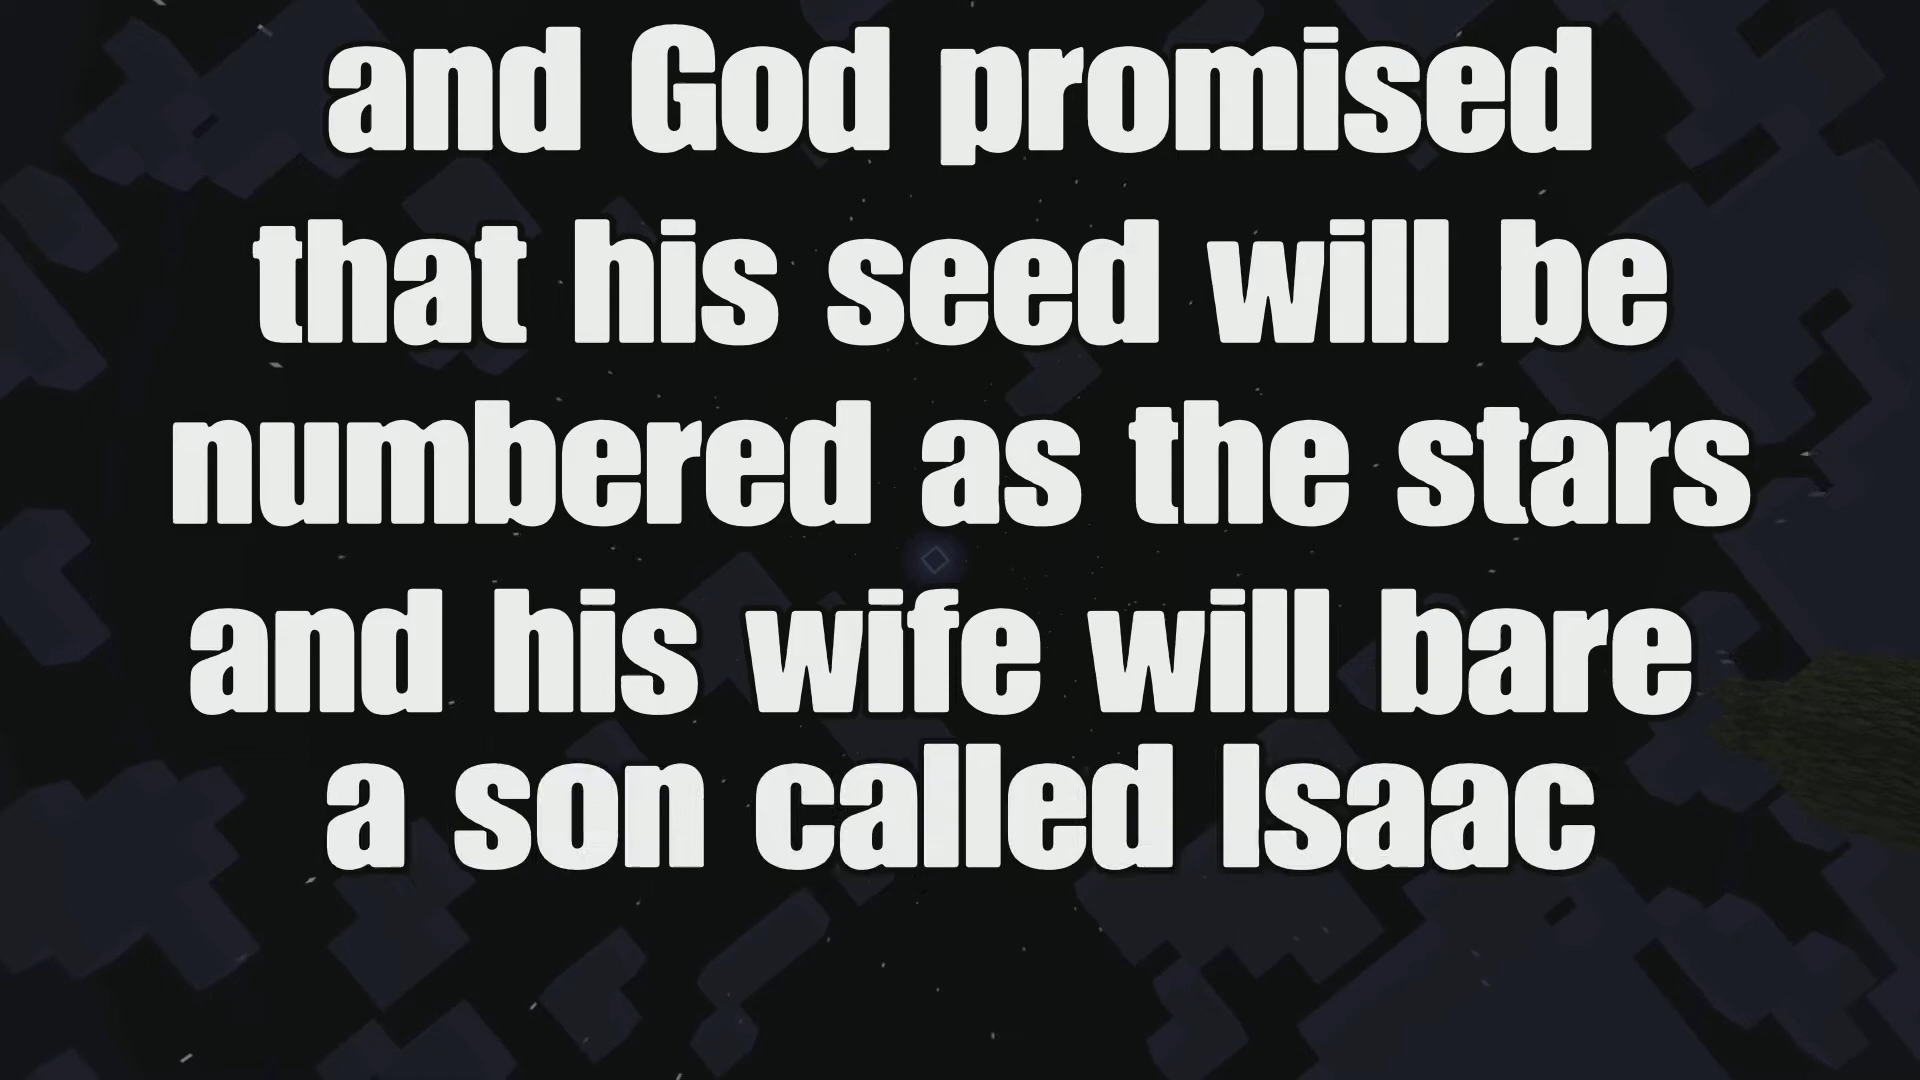 and God promised
that his seed will be
numbered as the stars
and his wife will bare
a son called Isaac